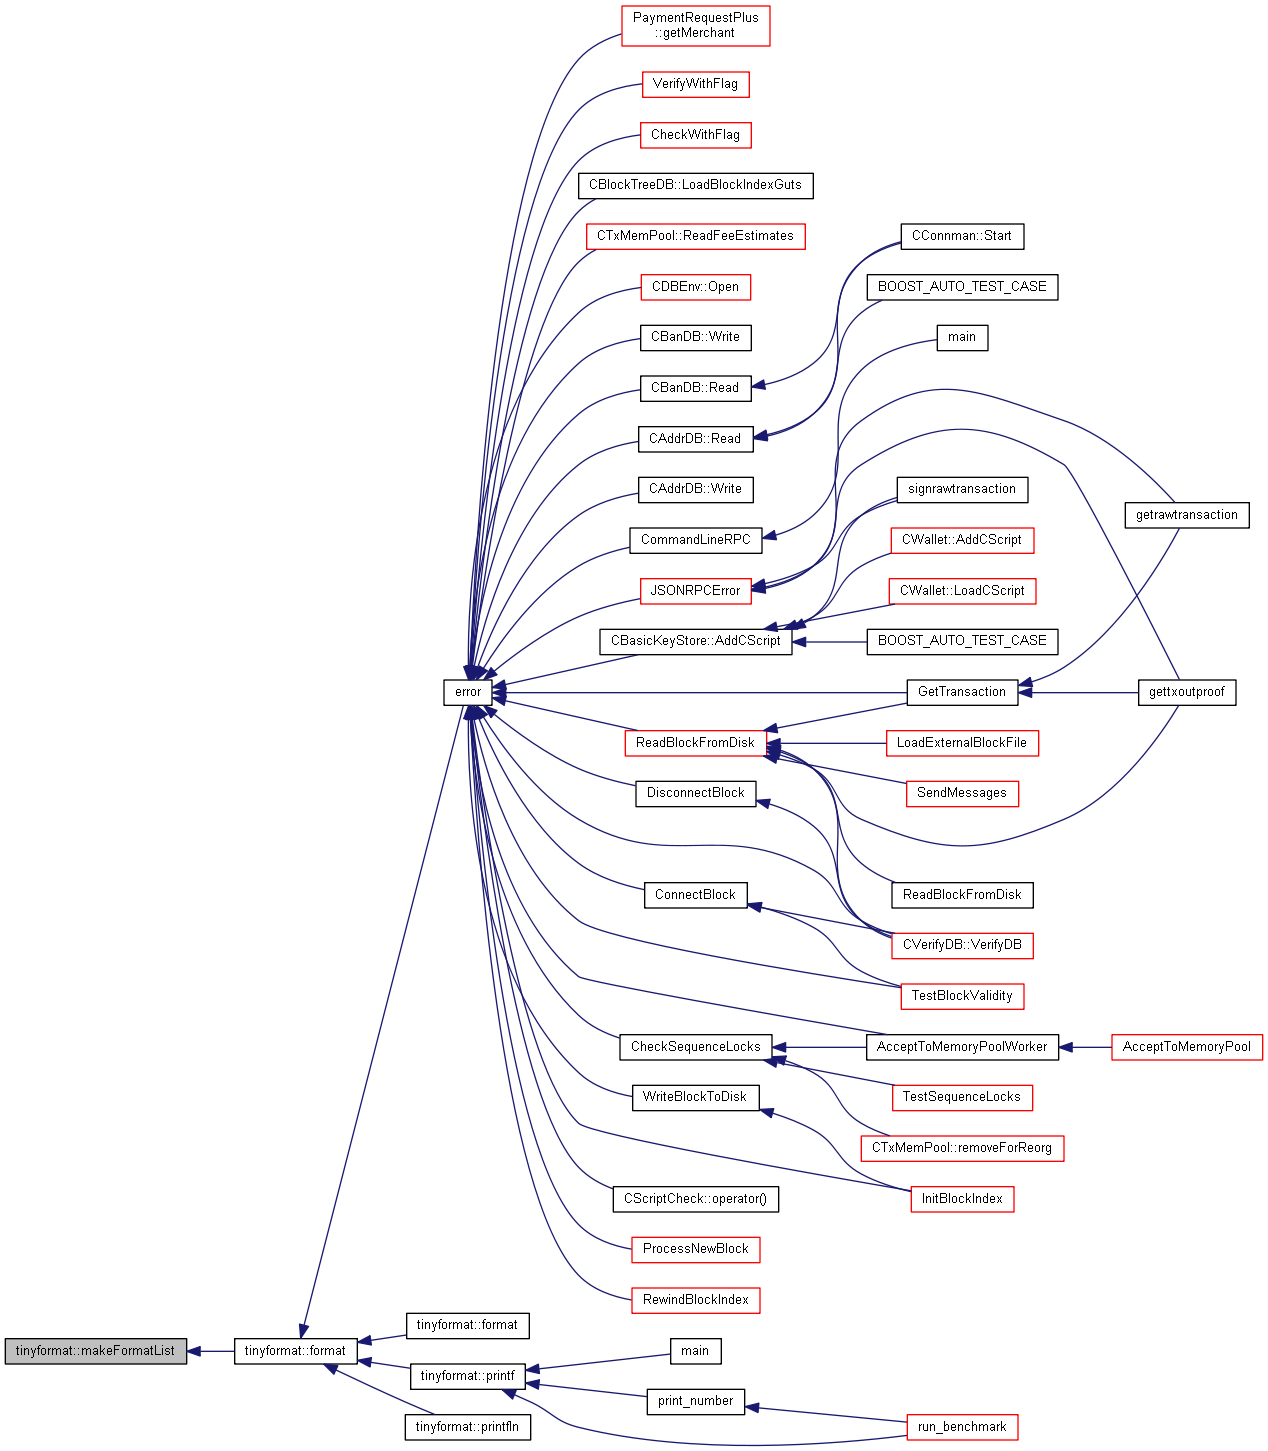 PaymentRequestPlus
::getMerchant
VerifyWithFlag
CheckWithFlag
CBlockTreeDB::LoadBlockIndexGuts
CTxMemPool::ReadFeeEstimates
CConnman::Start
CDBEnv::Open
BOOST_AUTO_TEST_CASE
CBanDB::Write
main
CBanDB::Read
CAddrDB::Read
CAddrDB::Write
signrawtransaction
getrawtransaction
CommandLineRPC
CWallet::AddCScript
JSONRPCError
CWallet::LoadCScript
CBasicKeyStore::AddCScript
BOOST_AUTO_TEST_CASE
error
GetTransaction
gettxoutproof
ReadBlockFromDisk
LoadExternalBlockFile
DisconnectBlock
SendMessages
ConnectBlock
ReadBlockFromDisk
CVerifyDB::VerifyDB
TestBlockValidity
CheckSequenceLocks
AcceptToMemoryPoolWorker
AcceptToMemoryPool
WriteBlockToDisk
TestSequenceLocks
CTxMemPool::removeForReorg
CScriptCheck::operator()
InitBlockIndex
ProcessNewBlock
RewindBlockIndex
tinyformat::format
tinyformat::makeFormatList
tinyformat::format
main
tinyformat::printf
print_number
tinyformat::printfln
run_benchmark